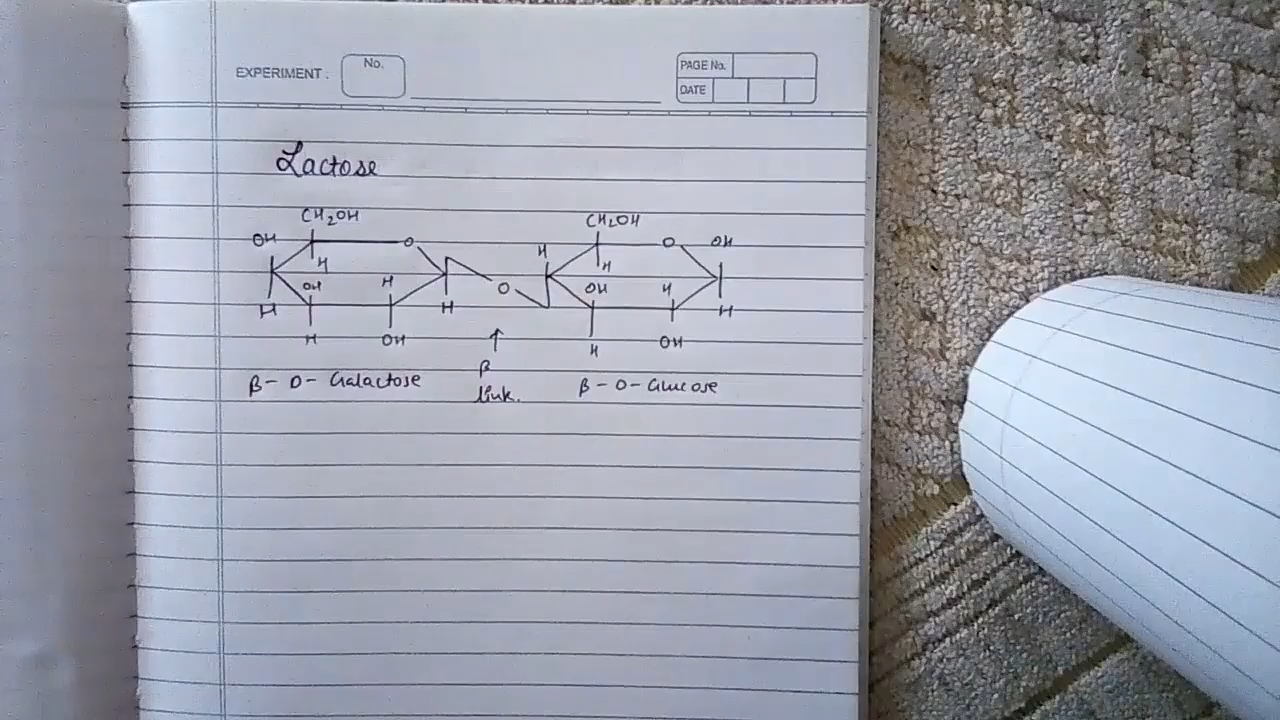 EXPERIMENT : No.
PAGE No.
DATE
Lactose
CH2OH CH2OH
OH O H O OH
H H
OH H O OH H
H H H
H OH H OH
β-D-Galactose β link. β-D-Glucose